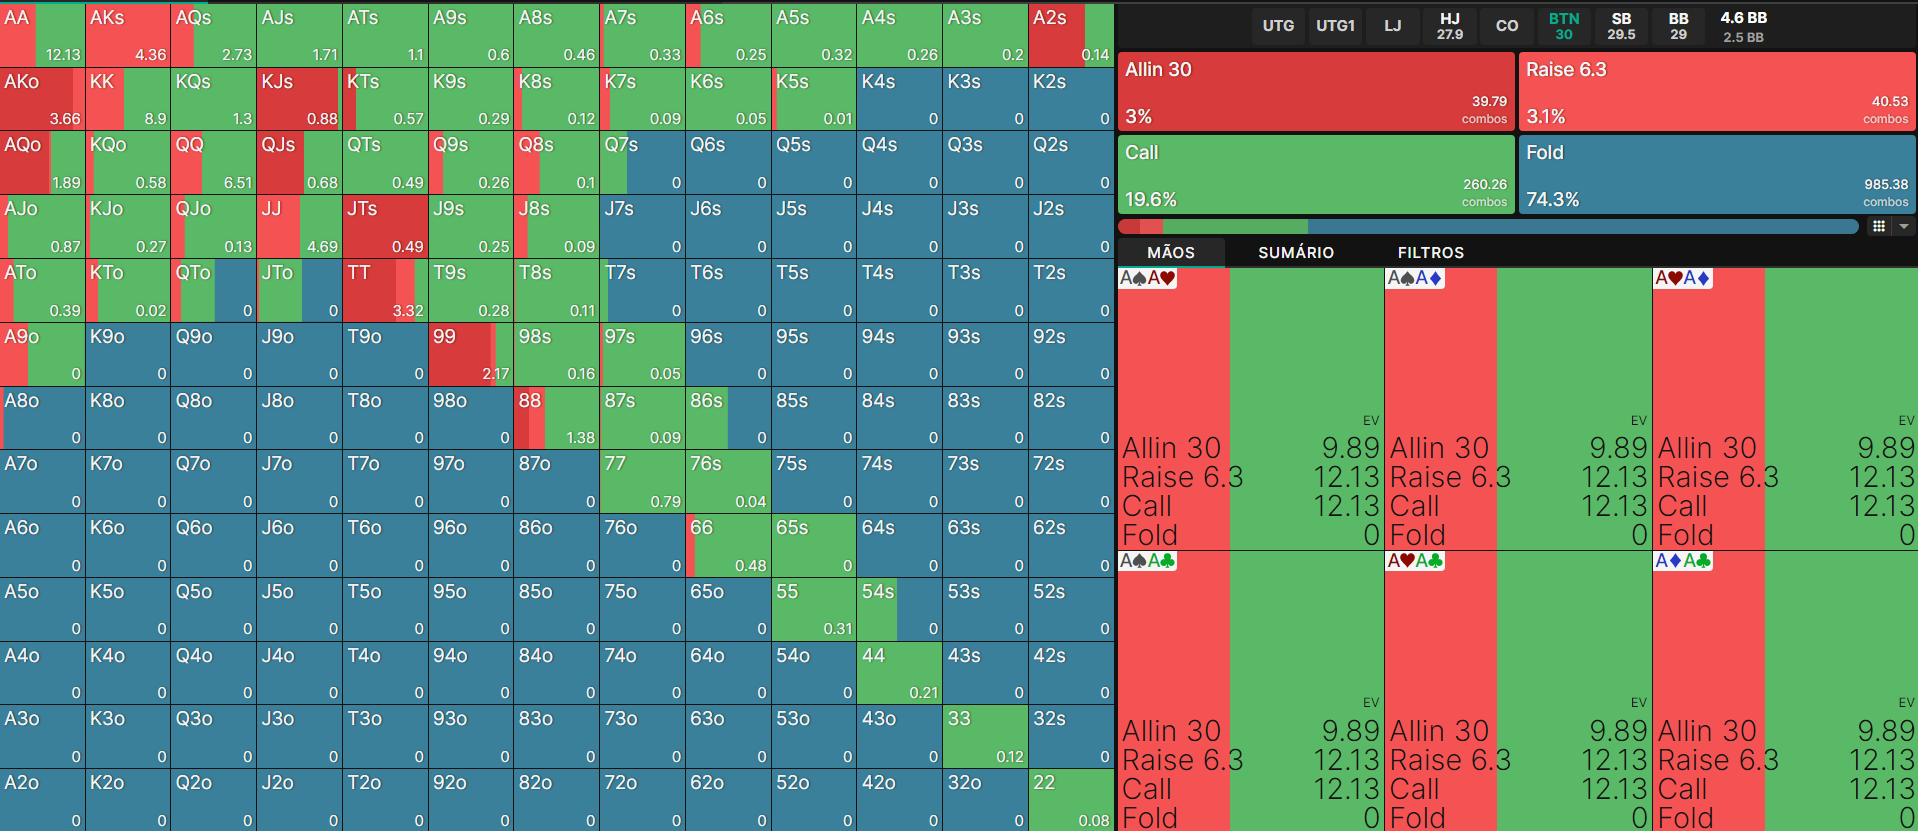 AA AKs AQs AJs ATs A9s A8s A7s A6s A5s A4s A3s A2s
12.13 4.36 2.73 1.71 1.1 0.6 0.46 0.33 0.25 0.32 0.26 0.2 0.14
AKo KK KQs KJs KTs K9s K8s K7s K6s K5s K4s K3s K2s
3.66 8.9 1.3 0.88 0.57 0.29 0.12 0.09 0.05 0.01 0 0 0
AQo KQo QQ QJs QTs Q9s Q8s Q7s Q6s Q5s Q4s Q3s Q2s
1.89 0.58 6.51 0.68 0.49 0.26 0.1 0 0 0 0 0 0
AJo KJo QJo JJ JTs J9s J8s J7s J6s J5s J4s J3s J2s
0.87 0.27 0.13 4.69 0.49 0.25 0.09 0 0 0 0 0 0
ATo KTo QTo JTo TT T9s T8s T7s T6s T5s T4s T3s T2s
0.39 0.02 0 0 3.32 0.28 0.11 0 0 0 0 0 0
A9o K9o Q9o J9o T9o 99 98s 97s 96s 95s 94s 93s 92s
0 0 0 0 0 2.17 0.16 0.05 0 0 0 0 0
A8o K8o Q8o J8o T8o 98o 88 87s 86s 85s 84s 83s 82s
0 0 0 0 0 0 1.38 0.09 0 0 0 0 0
A7o K7o Q7o J7o T7o 97o 87o 77 76s 75s 74s 73s 72s
0 0 0 0 0 0 0 0.79 0.04 0 0 0 0
A6o K6o Q6o J6o T6o 96o 86o 76o 66 65s 64s 63s 62s
0 0 0 0 0 0 0 0 0.48 0 0 0 0
A5o K5o Q5o J5o T5o 95o 85o 75o 65o 55 54s 53s 52s
0 0 0 0 0 0 0 0 0 0.31 0 0 0
A4o K4o Q4o J4o T4o 94o 84o 74o 64o 54o 44 43s 42s
0 0 0 0 0 0 0 0 0 0 0.21 0 0
A3o K3o Q3o J3o T3o 93o 83o 73o 63o 53o 43o 33 32s
0 0 0 0 0 0 0 0 0 0 0 0.12 0
A2o K2o Q2o J2o T2o 92o 82o 72o 62o 52o 42o 32o 22
0 0 0 0 0 0 0 0 0 0 0 0 0.08
UTG UTG1 LJ HJ CO BTN SB BB 4.6 BB
27.9 30 29.5 29 2.5 BB
Allin 30 Raise 6.3
39.79 40.53
3% combos 3.1% combos
Call Fold
260.26 985.38
19.6% combos 74.3% combos
MÃOS SUMÁRIO FILTROS
A♠A♥ A♠A♦ A♥A♦
EV EV EV
Allin 30 9.89 Allin 30 9.89 Allin 30 9.89
Raise 6.3 12.13 Raise 6.3 12.13 Raise 6.3 12.13
Call 12.13 Call 12.13 Call 12.13
Fold 0 Fold 0 Fold 0
A♠A♣ A♥A♣ A♦A♣
EV EV EV
Allin 30 9.89 Allin 30 9.89 Allin 30 9.89
Raise 6.3 12.13 Raise 6.3 12.13 Raise 6.3 12.13
Call 12.13 Call 12.13 Call 12.13
Fold 0 Fold 0 Fold 0